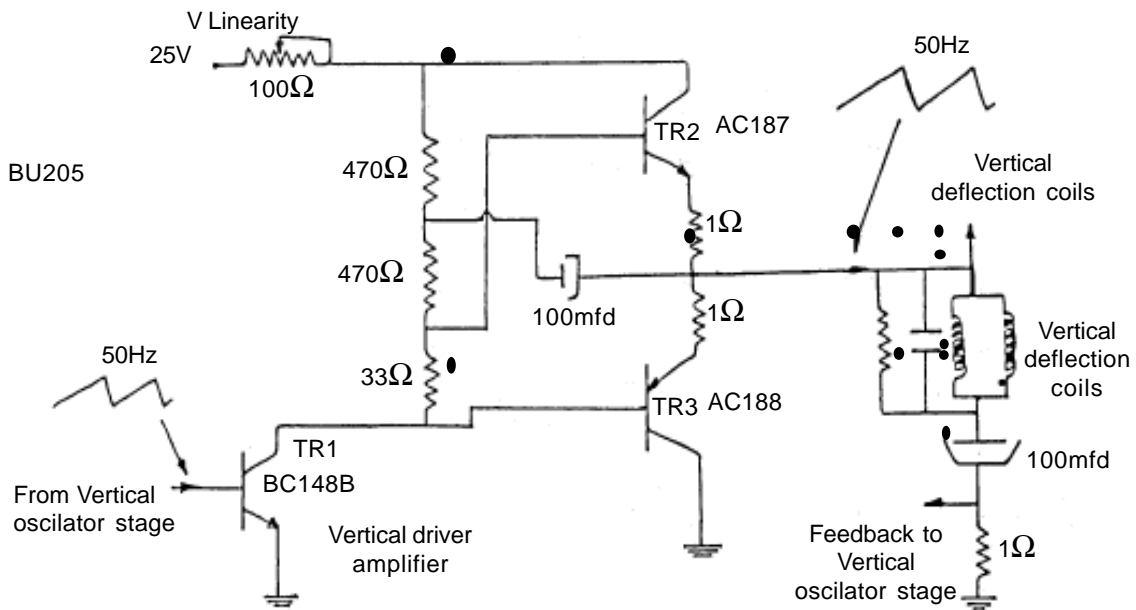 V Linearity
50Hz
25V
100Ω
TR2 AC187
BU205
470Ω
Vertical
deflection coils
1Ω
470Ω
100mfd
1Ω
Vertical
deflection
coils
50Hz
33Ω
TR3 AC188
TR1
BC148B
100mfd
From Vertical
oscilator stage
Vertical driver
amplifier
Feedback to
Vertical
oscilator stage
1Ω